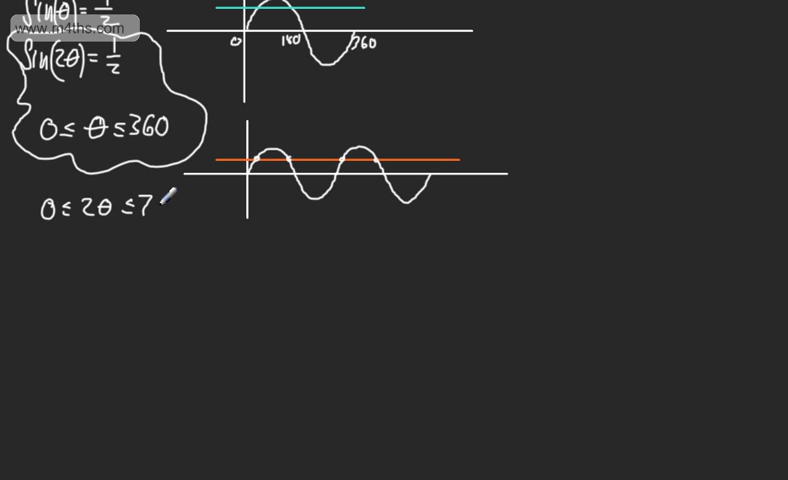 Sin(θ) = 1/2
www.m4ths.com
Sin(2θ) = 1/2
0 180 360
0 ≤ θ ≤ 360
0 ≤ 2θ ≤ 7